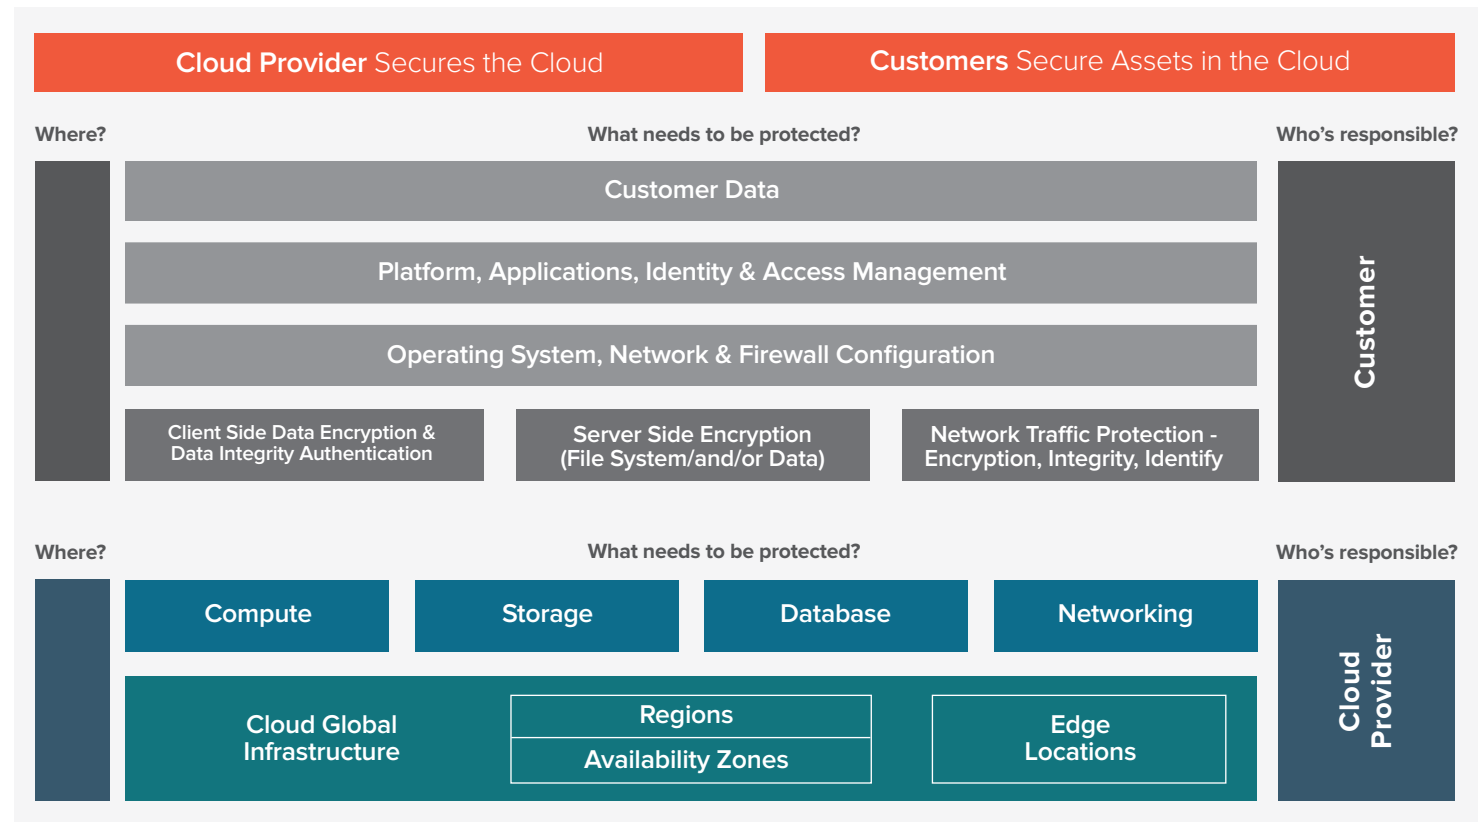 Cloud Provider Secures the Cloud
Customers Secure Assets in the Cloud
Where?
What needs to be protected?
Who's responsible?
Customer Data
Platform, Applications, Identity & Access Management
Operating System, Network & Firewall Configuration
Client Side Data Encryption &
Data Integrity Authentication
Server Side Encryption
(File System/and/or Data)
Network Traffic Protection -
Encryption, Integrity, Identify
Customer
Where?
What needs to be protected?
Who's responsible?
Compute
Storage
Database
Networking
Cloud Global
Infrastructure
Regions
Availability Zones
Edge
Locations
Cloud
Provider